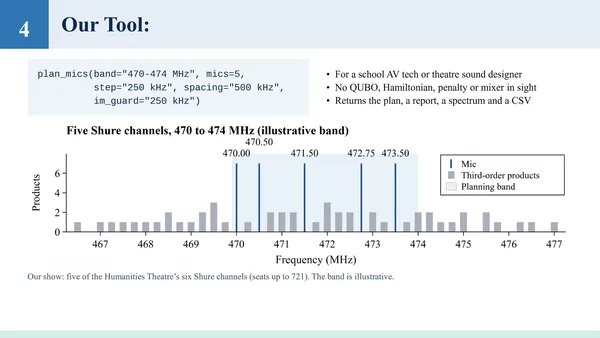 4
Our Tool:
plan_mics(band="470-474 MHz", mics=5,
step="250 kHz", spacing="500 kHz",
im_guard="250 kHz")
• For a school AV tech or theatre sound designer
• No QUBO, Hamiltonian, penalty or mixer in sight
• Returns the plan, a report, a spectrum and a CSV
Five Shure channels, 470 to 474 MHz (illustrative band)
470.50
470.00 471.50 472.75 473.50
Mic
Third-order products
Planning band
Products
6
4
2
0
467 468 469 470 471 472 473 474 475 476 477
Frequency (MHz)
Our show: five of the Humanities Theatre's six Shure channels (seats up to 721). The band is illustrative.